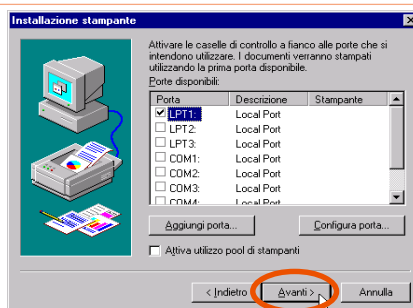 Installazione stampante
Attivare le caselle di controllo a fianco alle porte che si
intendono utilizzare. I documenti verranno stampati
utilizzando la prima porta disponibile.
Porte disponibili:
Porta Descrizione Stampante
LPT1: Local Port
LPT2: Local Port
LPT3: Local Port
COM1: Local Port
COM2: Local Port
COM3: Local Port
COM4: Local Port
Aggiungi porta... Configura porta...
Attiva utilizzo pool di stampanti
< Indietro Avanti > Annulla